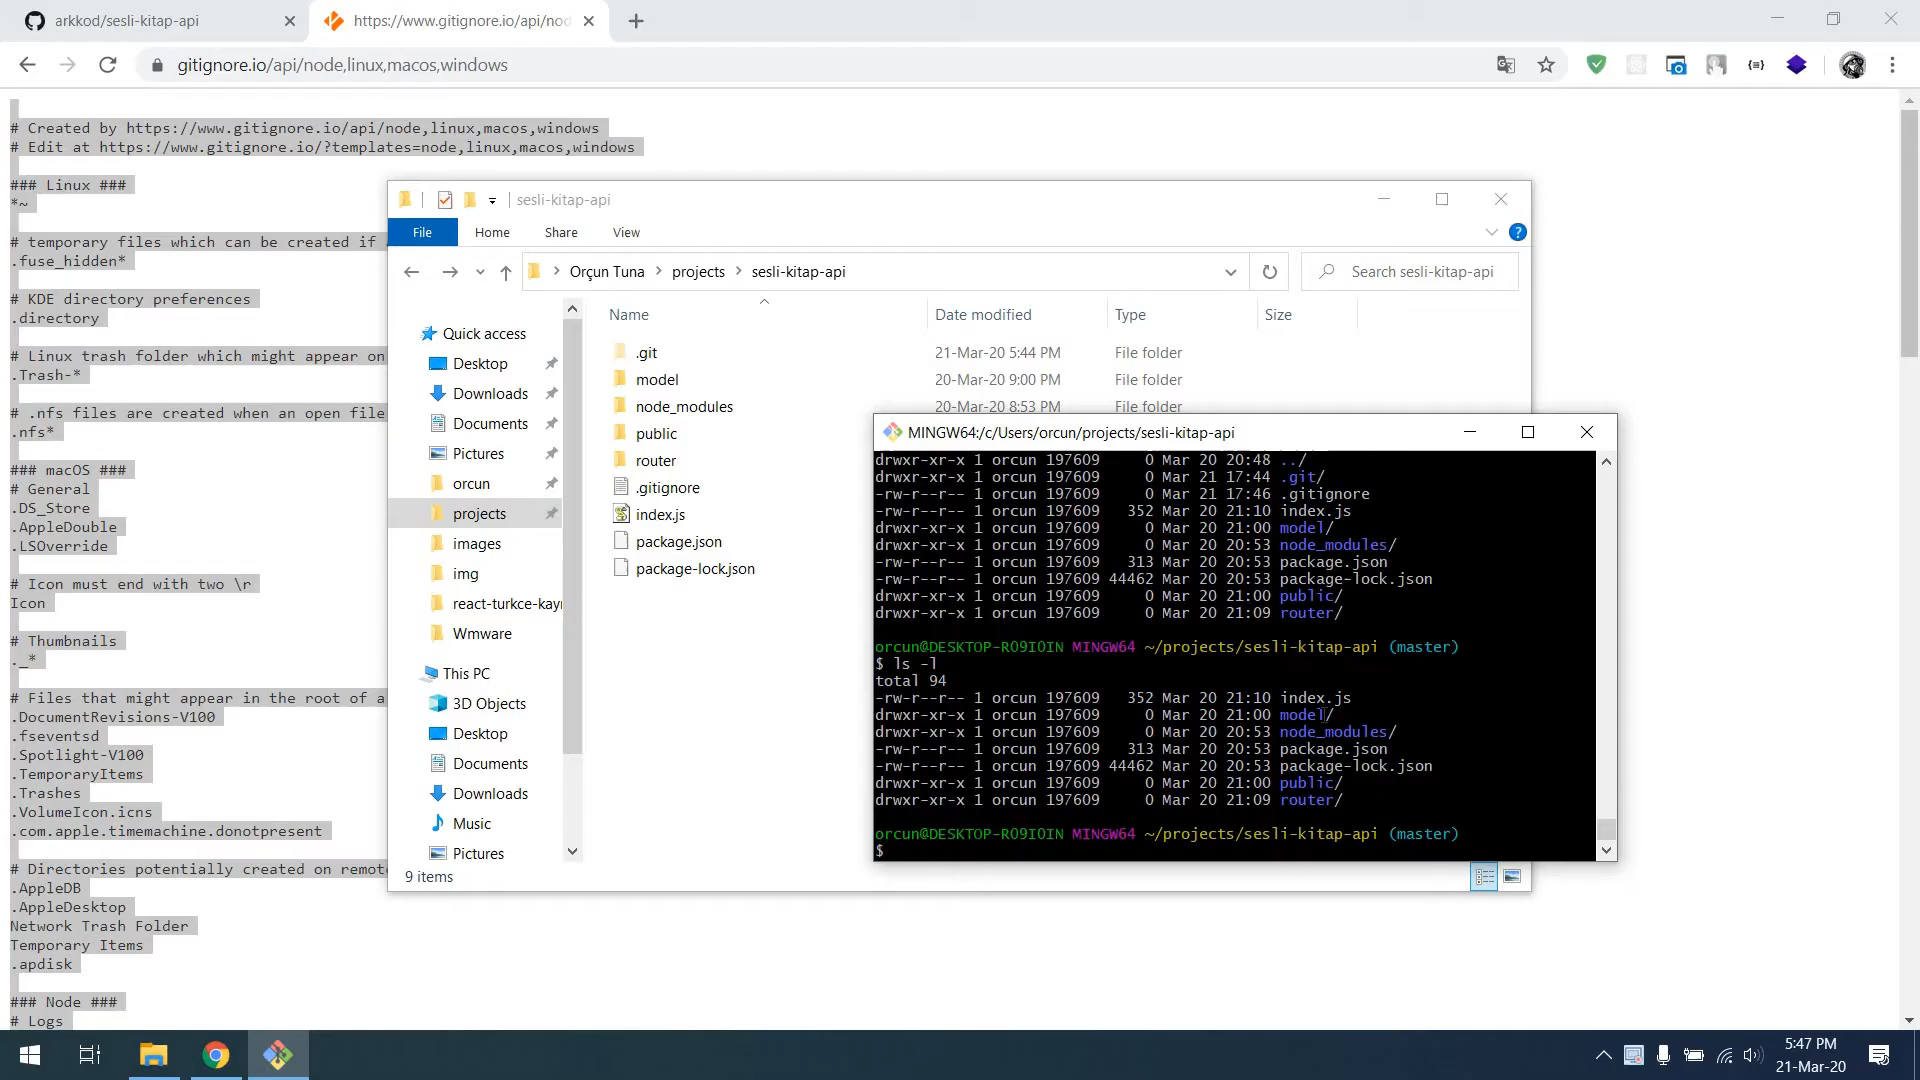 arkkod/sesli-kitap-api
https://www.gitignore.io/api/nod
gitignore.io/api/node,linux,macos,windows
# Created by https://www.gitignore.io/api/node,linux,macos,windows
# Edit at https://www.gitignore.io/?templates=node,linux,macos,windows
### Linux ###
*~
# temporary files which can be created if
.fuse_hidden*
# KDE directory preferences
.directory
# Linux trash folder which might appear on
.Trash-*
# .nfs files are created when an open file
.nfs*
### macOS ###
# General
.DS_Store
.AppleDouble
.LSOverride
# Icon must end with two \r
Icon
# Thumbnails
._*
# Files that might appear in the root of a
.DocumentRevisions-V100
.fseventsd
.Spotlight-V100
.TemporaryItems
.Trashes
.VolumeIcon.icns
.com.apple.timemachine.donotpresent
# Directories potentially created on remot
.AppleDB
.AppleDesktop
Network Trash Folder
Temporary Items
.apdisk
### Node ###
# Logs
sesli-kitap-api
File Home Share View
Orçun Tuna projects sesli-kitap-api
Search sesli-kitap-api
Quick access
Desktop
Downloads
Documents
Pictures
orcun
projects
images
img
react-turkce-kayı
Wmware
This PC
3D Objects
Desktop
Documents
Downloads
Music
Pictures
Name Date modified Type Size
.git 21-Mar-20 5:44 PM File folder
model 20-Mar-20 9:00 PM File folder
node_modules 20-Mar-20 8:53 PM File folder
public
router
.gitignore
index.js
package.json
package-lock.json
9 items
MINGW64:/c/Users/orcun/projects/sesli-kitap-api
drwxr-xr-x 1 orcun 197609 0 Mar 20 20:48 ../
drwxr-xr-x 1 orcun 197609 0 Mar 21 17:44 .git/
-rw-r--r-- 1 orcun 197609 0 Mar 21 17:46 .gitignore
-rw-r--r-- 1 orcun 197609 352 Mar 20 21:10 index.js
drwxr-xr-x 1 orcun 197609 0 Mar 20 21:00 model/
drwxr-xr-x 1 orcun 197609 0 Mar 20 20:53 node_modules/
-rw-r--r-- 1 orcun 197609 313 Mar 20 20:53 package.json
-rw-r--r-- 1 orcun 197609 44462 Mar 20 20:53 package-lock.json
drwxr-xr-x 1 orcun 197609 0 Mar 20 21:00 public/
drwxr-xr-x 1 orcun 197609 0 Mar 20 21:09 router/
orcun@DESKTOP-RO9IOIN MINGW64 ~/projects/sesli-kitap-api (master)
$ ls -l
total 94
-rw-r--r-- 1 orcun 197609 352 Mar 20 21:10 index.js
drwxr-xr-x 1 orcun 197609 0 Mar 20 21:00 model/
drwxr-xr-x 1 orcun 197609 0 Mar 20 20:53 node_modules/
-rw-r--r-- 1 orcun 197609 313 Mar 20 20:53 package.json
-rw-r--r-- 1 orcun 197609 44462 Mar 20 20:53 package-lock.json
drwxr-xr-x 1 orcun 197609 0 Mar 20 21:00 public/
drwxr-xr-x 1 orcun 197609 0 Mar 20 21:09 router/
orcun@DESKTOP-RO9IOIN MINGW64 ~/projects/sesli-kitap-api (master)
$
5:47 PM
21-Mar-20